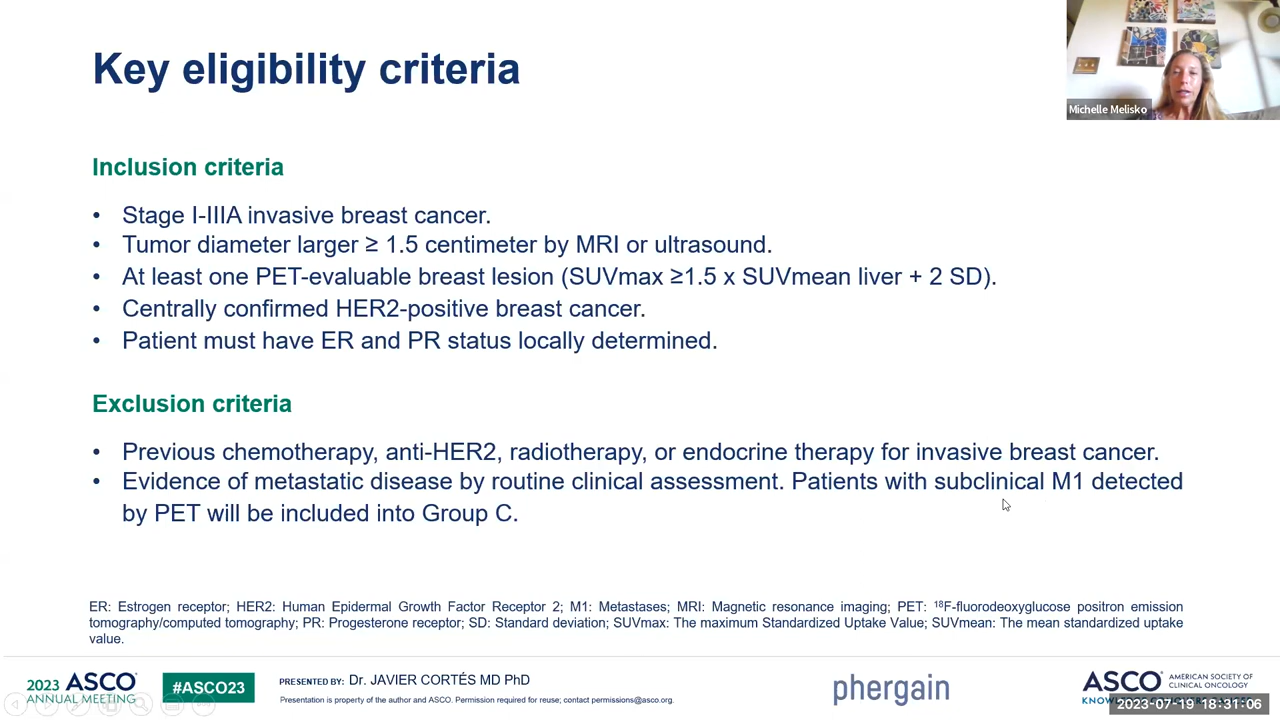 Key eligibility criteria
Michelle Melisko
Inclusion criteria
• Stage I-IIIA invasive breast cancer.
• Tumor diameter larger ≥ 1.5 centimeter by MRI or ultrasound.
• At least one PET-evaluable breast lesion (SUVmax ≥1.5 x SUVmean liver + 2 SD).
• Centrally confirmed HER2-positive breast cancer.
• Patient must have ER and PR status locally determined.
Exclusion criteria
• Previous chemotherapy, anti-HER2, radiotherapy, or endocrine therapy for invasive breast cancer.
• Evidence of metastatic disease by routine clinical assessment. Patients with subclinical M1 detected
by PET will be included into Group C.
ER: Estrogen receptor; HER2: Human Epidermal Growth Factor Receptor 2; M1: Metastases; MRI: Magnetic resonance imaging; PET: ¹⁸F-fluorodeoxyglucose positron emission
tomography/computed tomography; PR: Progesterone receptor; SD: Standard deviation; SUVmax: The maximum Standardized Uptake Value; SUVmean: The mean standardized uptake
value.
2023 ASCO
ANNUAL MEETING
#ASCO23
PRESENTED BY: Dr. JAVIER CORTÉS MD PhD
Presentation is property of the author and ASCO. Permission required for reuse; contact permissions@asco.org.
phergain
ASCO AMERICAN SOCIETY OF
CLINICAL ONCOLOGY
2023-07-19 18:31:06